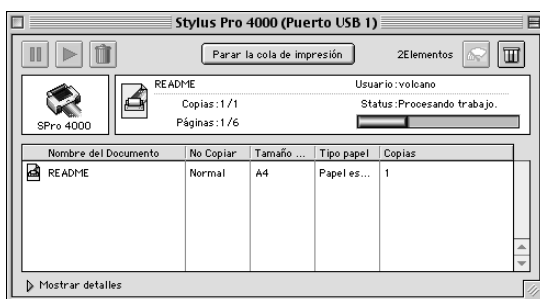 Stylus Pro 4000 (Puerto USB 1)
Parar la cola de impresión
2Elementos
SPro 4000
README
Usuario:volcano
Copias:1/1
Status:Procesando trabajo.
Páginas:1/6
Nombre del Documento No Copiar Tamaño ... Tipo papel Copias
README Normal A4 Papel es... 1
Mostrar detalles